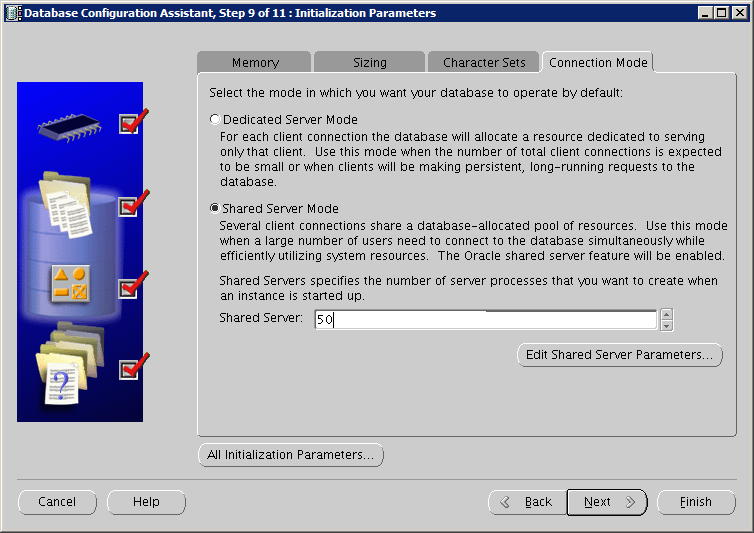 Database Configuration Assistant, Step 9 of 11 : Initialization Parameters
Memory
Sizing
Character Sets
Connection Mode
Select the mode in which you want your database to operate by default:
Dedicated Server Mode
For each client connection the database will allocate a resource dedicated to serving
only that client.  Use this mode when the number of total client connections is expected
to be small or when clients will be making persistent, long-running requests to the
database.
Shared Server Mode
Several client connections share a database-allocated pool of resources.  Use this mode
when a large number of users need to connect to the database simultaneously while
efficiently utilizing system resources.  The Oracle shared server feature will be enabled.
Shared Servers specifies the number of server processes that you want to create when
an instance is started up.
Shared Server: 50
Edit Shared Server Parameters...
All Initialization Parameters...
Cancel
Help
Back
Next
Finish